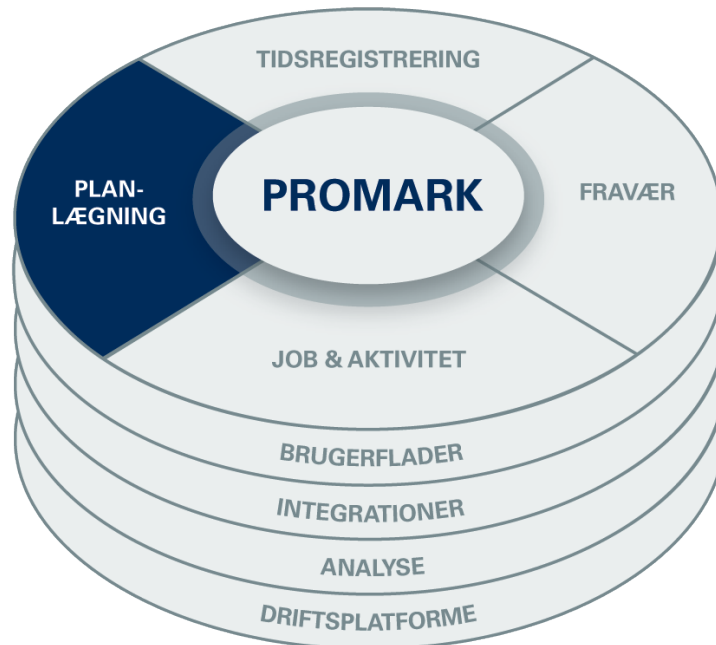 TIDSREGISTRERING
PLAN-
LÆGNING
PROMARK
FRAVÆR
JOB & AKTIVITET
BRUGERFLADER
INTEGRATIONER
ANALYSE
DRIFTSPLATFORME